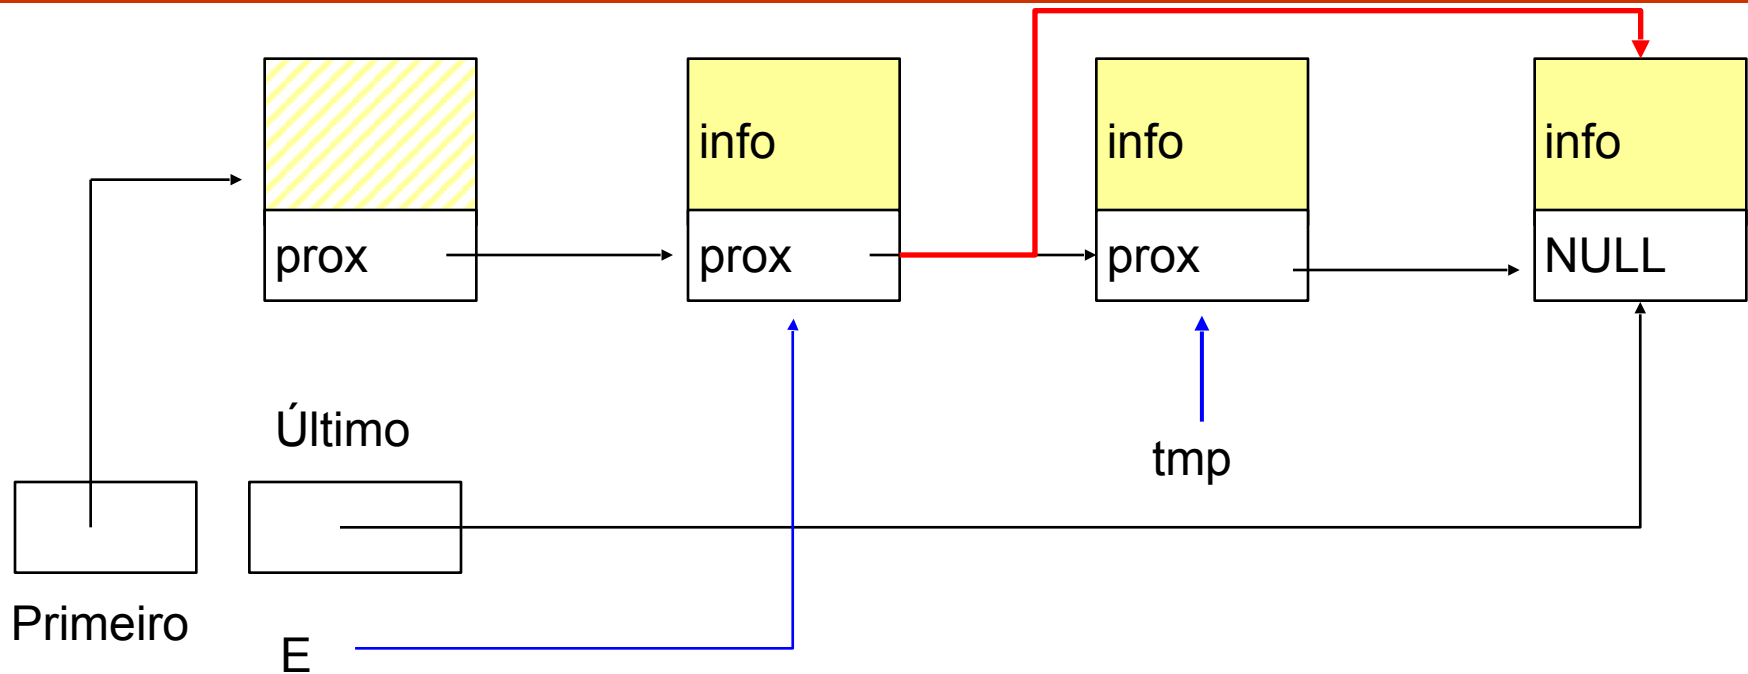 info
info
info
prox
prox
prox
NULL
Último
tmp
Primeiro
E